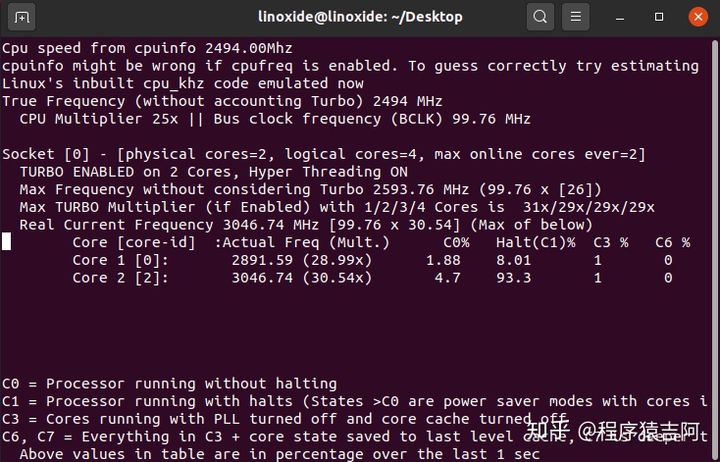 linoxide@linoxide: ~/Desktop
Cpu speed from cpuinfo 2494.00Mhz
cpuinfo might be wrong if cpufreq is enabled. To guess correctly try estimating
Linux's inbuilt cpu_khz code emulated now
True Frequency (without accounting Turbo) 2494 MHz
CPU Multiplier 25x || Bus clock frequency (BCLK) 99.76 MHz
Socket [0] - [physical cores=2, logical cores=4, max online cores ever=2]
TURBO ENABLED on 2 Cores, Hyper Threading ON
Max Frequency without considering Turbo 2593.76 MHz (99.76 x [26])
Max TURBO Multiplier (if Enabled) with 1/2/3/4 Cores is 31x/29x/29x/29x
Real Current Frequency 3046.74 MHz [99.76 x 30.54] (Max of below)
Core [core-id] :Actual Freq (Mult.) C0% Halt(C1)% C3 % C6 %
Core 1 [0]: 2891.59 (28.99x) 1.88 8.01 1 0
Core 2 [2]: 3046.74 (30.54x) 4.7 93.3 1 0
C0 = Processor running without halting
C1 = Processor running with halts (States >C0 are power saver modes with cores i
C3 = Cores running with PLL turned off and core cache turned off
C6, C7 = Everything in C3 + core state saved to last level cache, C7 is deeper t
Above values in table are in percentage over the last 1 sec
知乎 @程序猿吉阿